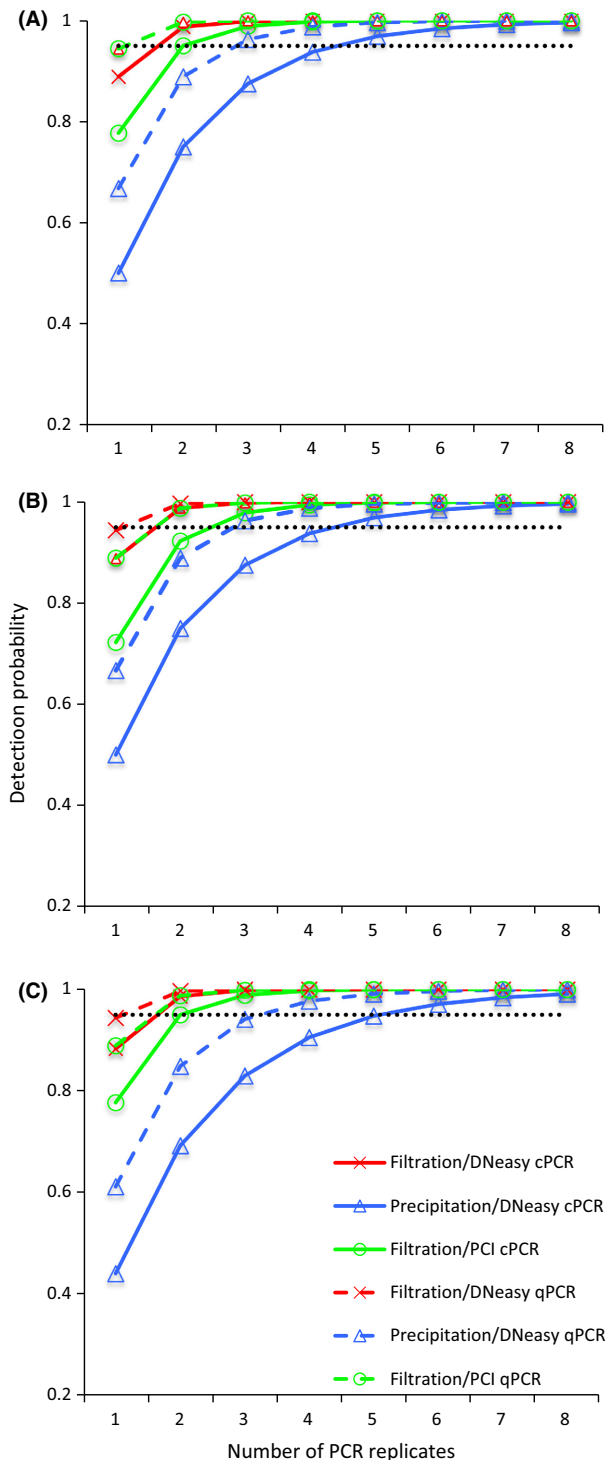 (A)
1
0.8
0.6
0.4
0.2
1 2 3 4 5 6 7 8
(B)
1
0.8
0.6
0.4
0.2
1 2 3 4 5 6 7 8
Detectioon probability
(C)
1
0.8
0.6
0.4
0.2
Filtration/DNeasy cPCR
Precipitation/DNeasy cPCR
Filtration/PCI cPCR
Filtration/DNeasy qPCR
Precipitation/DNeasy qPCR
Filtration/PCI qPCR
1 2 3 4 5 6 7 8
Number of PCR replicates